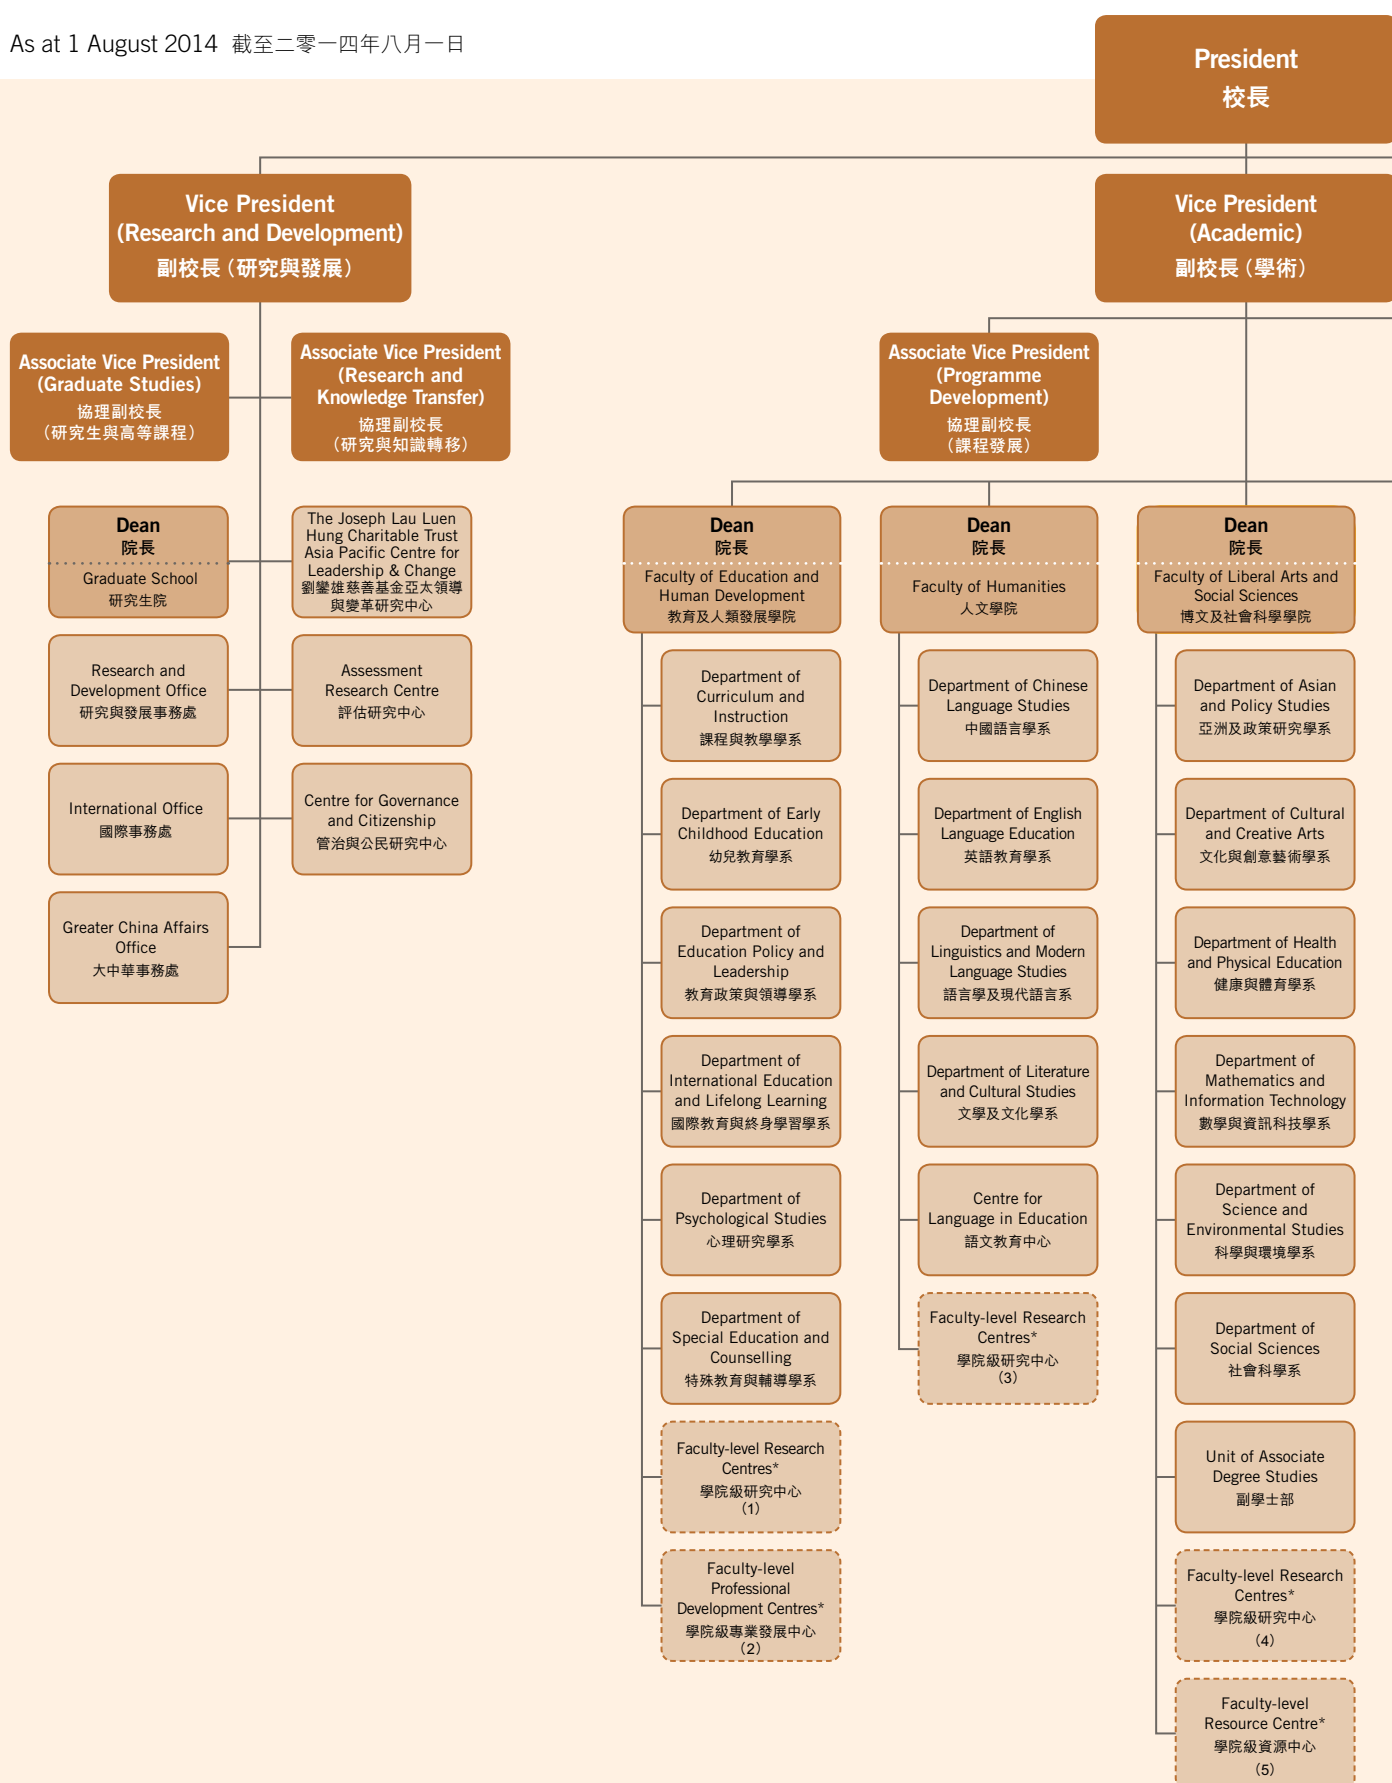 As at 1 August 2014 截至二零一四年八月一日
President
校長
Vice President
(Research and Development)
副校長（研究與發展）
Vice President
(Academic)
副校長（學術）
Associate Vice President
(Graduate Studies)
協理副校長
（研究生與高等課程）
Associate Vice President
(Research and
Knowledge Transfer)
協理副校長
（研究與知識轉移）
Associate Vice President
(Programme
Development)
協理副校長
（課程發展）
Dean
院長
Graduate School
研究生院
The Joseph Lau Luen
Hung Charitable Trust
Asia Pacific Centre for
Leadership & Change
劉鑾雄慈善基金亞太領導
與變革研究中心
Research and
Development Office
研究與發展事務處
Assessment
Research Centre
評估研究中心
International Office
國際事務處
Centre for Governance
and Citizenship
管治與公民研究中心
Greater China Affairs
Office
大中華事務處
Dean
院長
Faculty of Education and
Human Development
教育及人類發展學院
Department of
Curriculum and
Instruction
課程與教學學系
Department of Early
Childhood Education
幼兒教育學系
Department of
Education Policy and
Leadership
教育政策與領導學系
Department of
International Education
and Lifelong Learning
國際教育與終身學習學系
Department of
Psychological Studies
心理研究學系
Department of
Special Education and
Counselling
特殊教育與輔導學系
Faculty-level Research
Centres*
學院級研究中心
（1）
Faculty-level
Professional
Development Centres*
學院級專業發展中心
（2）
Dean
院長
Faculty of Humanities
人文學院
Department of Chinese
Language Studies
中國語言學系
Department of English
Language Education
英語教育學系
Department of
Linguistics and Modern
Language Studies
語言學及現代語言系
Department of Literature
and Cultural Studies
文學及文化學系
Centre for
Language in Education
語文教育中心
Faculty-level Research
Centres*
學院級研究中心
（3）
Dean
院長
Faculty of Liberal Arts and
Social Sciences
博文及社會科學學院
Department of Asian
and Policy Studies
亞洲及政策研究學系
Department of Cultural
and Creative Arts
文化與創意藝術學系
Department of Health
and Physical Education
健康與體育學系
Department of
Mathematics and
Information Technology
數學與資訊科技學系
Department of
Science and
Environmental Studies
科學與環境學系
Department of
Social Sciences
社會科學系
Unit of Associate
Degree Studies
副學士部
Faculty-level Research
Centres*
學院級研究中心
（4）
Faculty-level
Resource Centre*
學院級資源中心
（5）